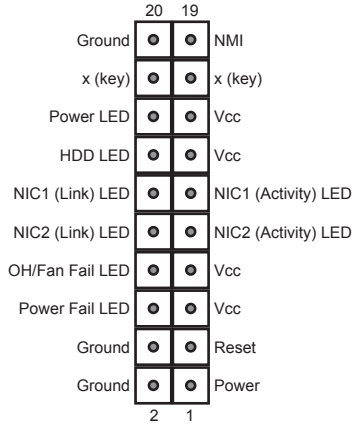 20 19
Ground NMI
x (key) x (key)
Power LED Vcc
HDD LED Vcc
NIC1 (Link) LED NIC1 (Activity) LED
NIC2 (Link) LED NIC2 (Activity) LED
OH/Fan Fail LED Vcc
Power Fail LED Vcc
Ground Reset
Ground Power
2 1